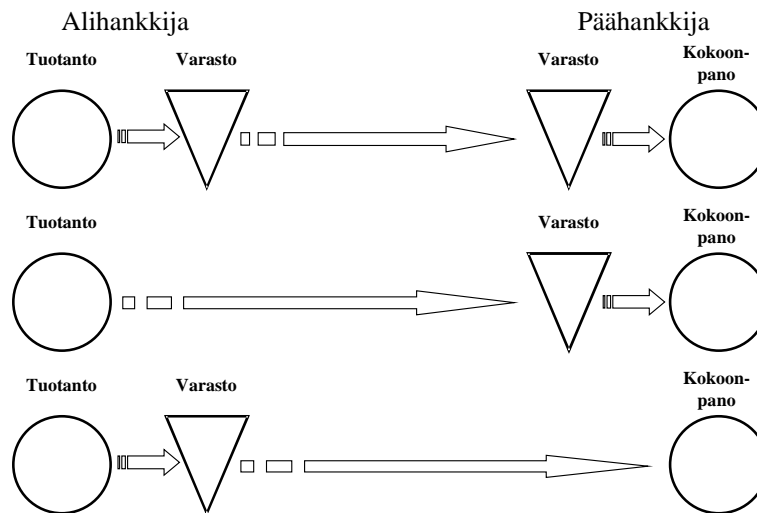 Alihankkija Päähankkija
Tuotanto Varasto Varasto Kokoon-
pano
Tuotanto Varasto Kokoon-
pano
Tuotanto Varasto Kokoon-
pano